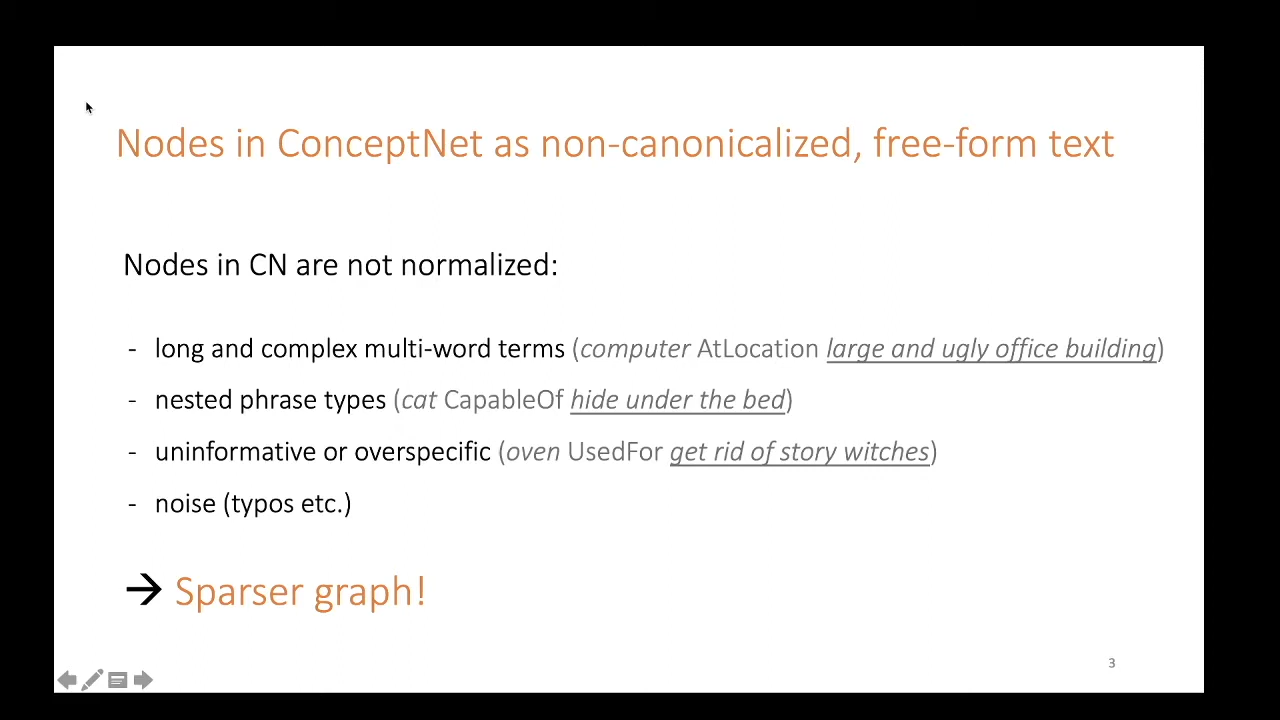 Nodes in ConceptNet as non-canonicalized, free-form text
Nodes in CN are not normalized:
- long and complex multi-word terms (computer AtLocation large and ugly office building)
- nested phrase types (cat CapableOf hide under the bed)
- uninformative or overspecific (oven UsedFor get rid of story witches)
- noise (typos etc.)
→ Sparser graph!
3